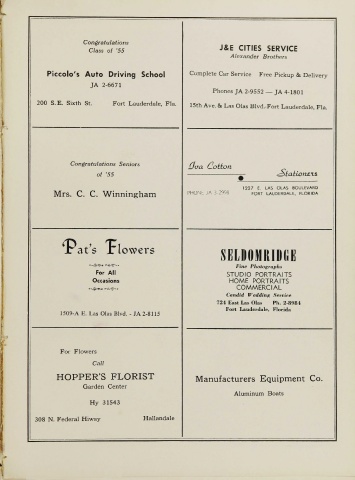 Congratulations
Class of '55
Piccolo's Auto Driving School
JA 2-6671
200 S.E. Sixth St. Fort Lauderdale, Fla.
J&E CITIES SERVICE
Alexander Brothers
Complete Car Service Free Pickup & Delivery
Phones JA 2-9552 — JA 4-1801
15th Ave. & Las Olas Blvd. Fort Lauderdale, Fla.
Congratulations Seniors
of '55
Mrs. C. C. Winningham
Iva Cotton
Stationers
1207 E. LAS OLAS BOULEVARD
FORT LAUDERDALE, FLORIDA
Pat's Flowers
For All
Occasions
1509-A E. Las Olas Blvd. - JA 2-8115
SELDOMRIDGE
Fine Photographs
STUDIO PORTRAITS
HOME PORTRAITS
COMMERCIAL
Candid Wedding Service
724 East Las Olas Ph. 2-8984
Fort Lauderdale, Florida
For Flowers
Call
HOPPER'S FLORIST
Garden Center
Hy 31543
308 N. Federal Hiway Hallandale
Manufacturers Equipment Co.
Aluminum Boats